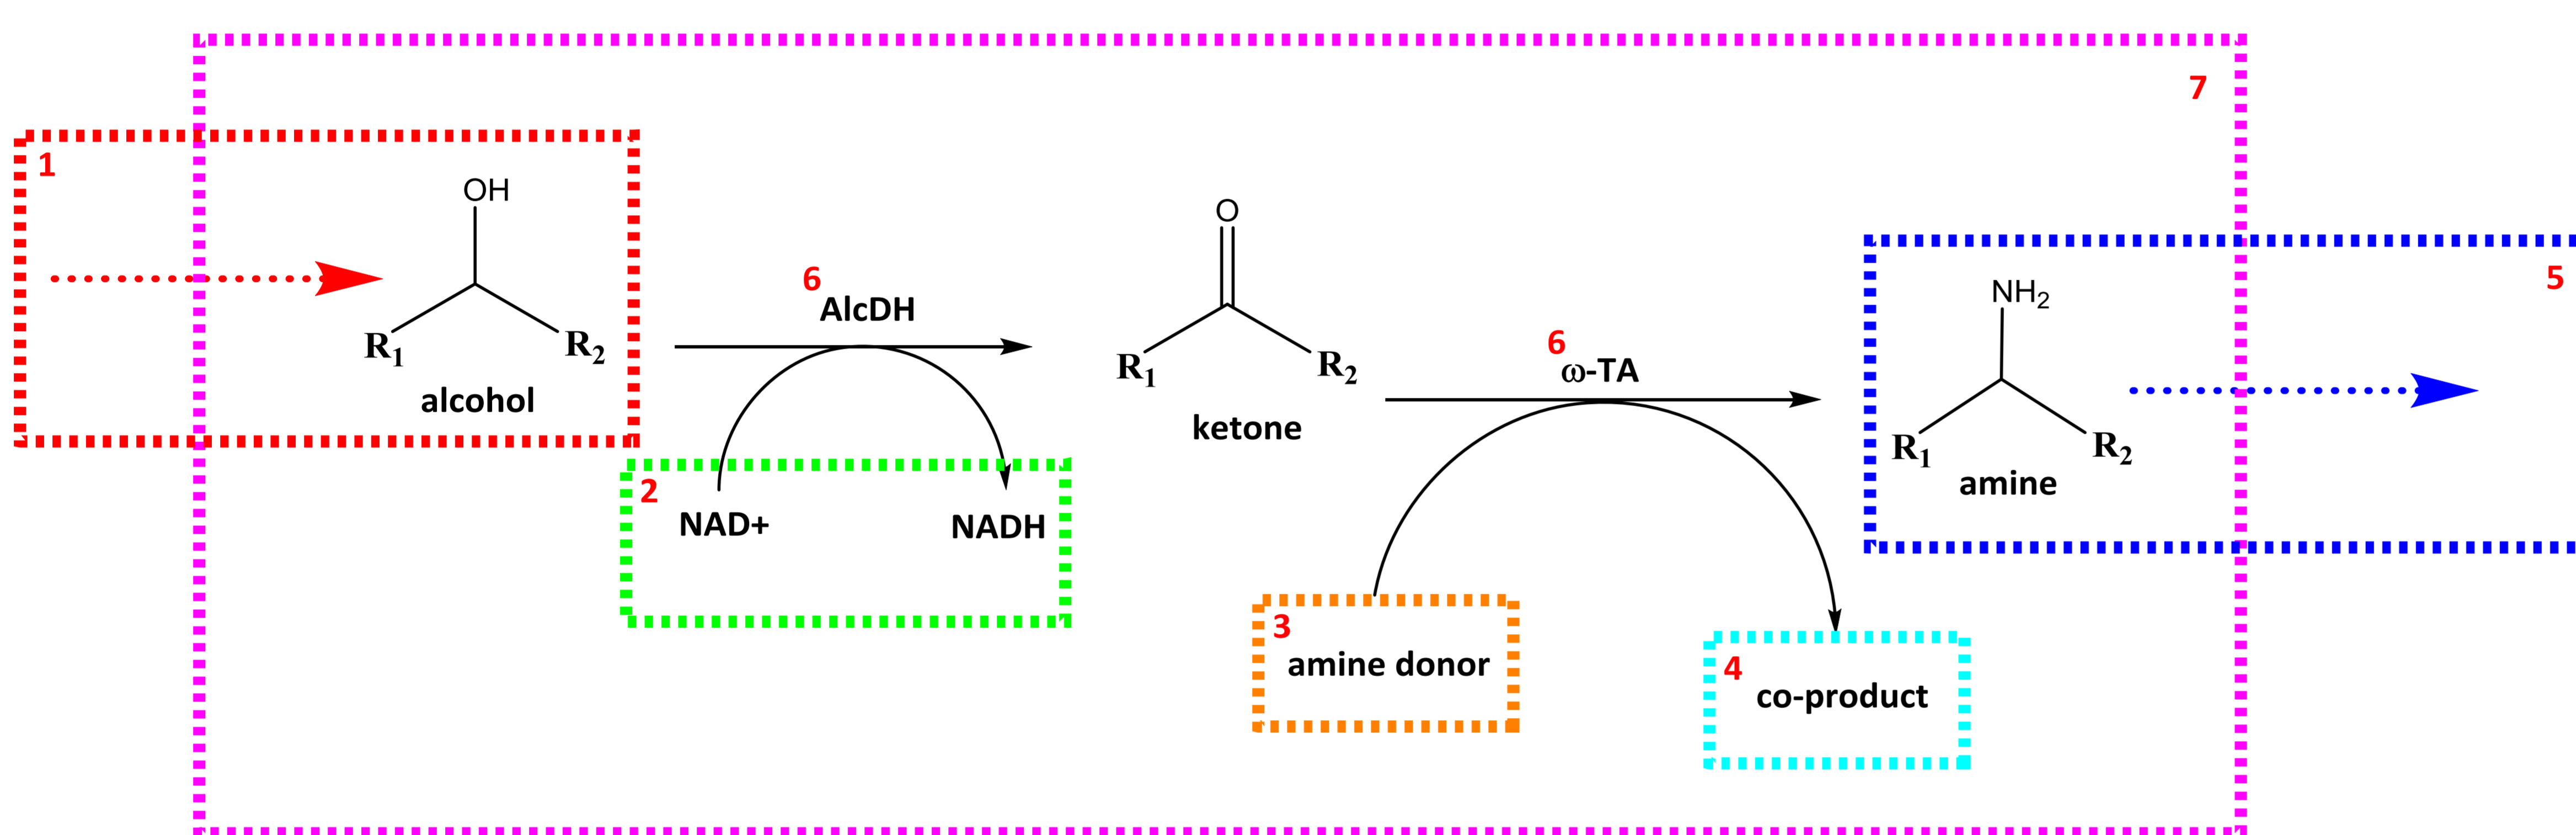 7
1
OH
R1
R2
alcohol
6
AlcDH
2
NAD+
NADH
O
R1
R2
ketone
6
ω-TA
3
amine donor
4
co-product
5
NH2
R1
R2
amine